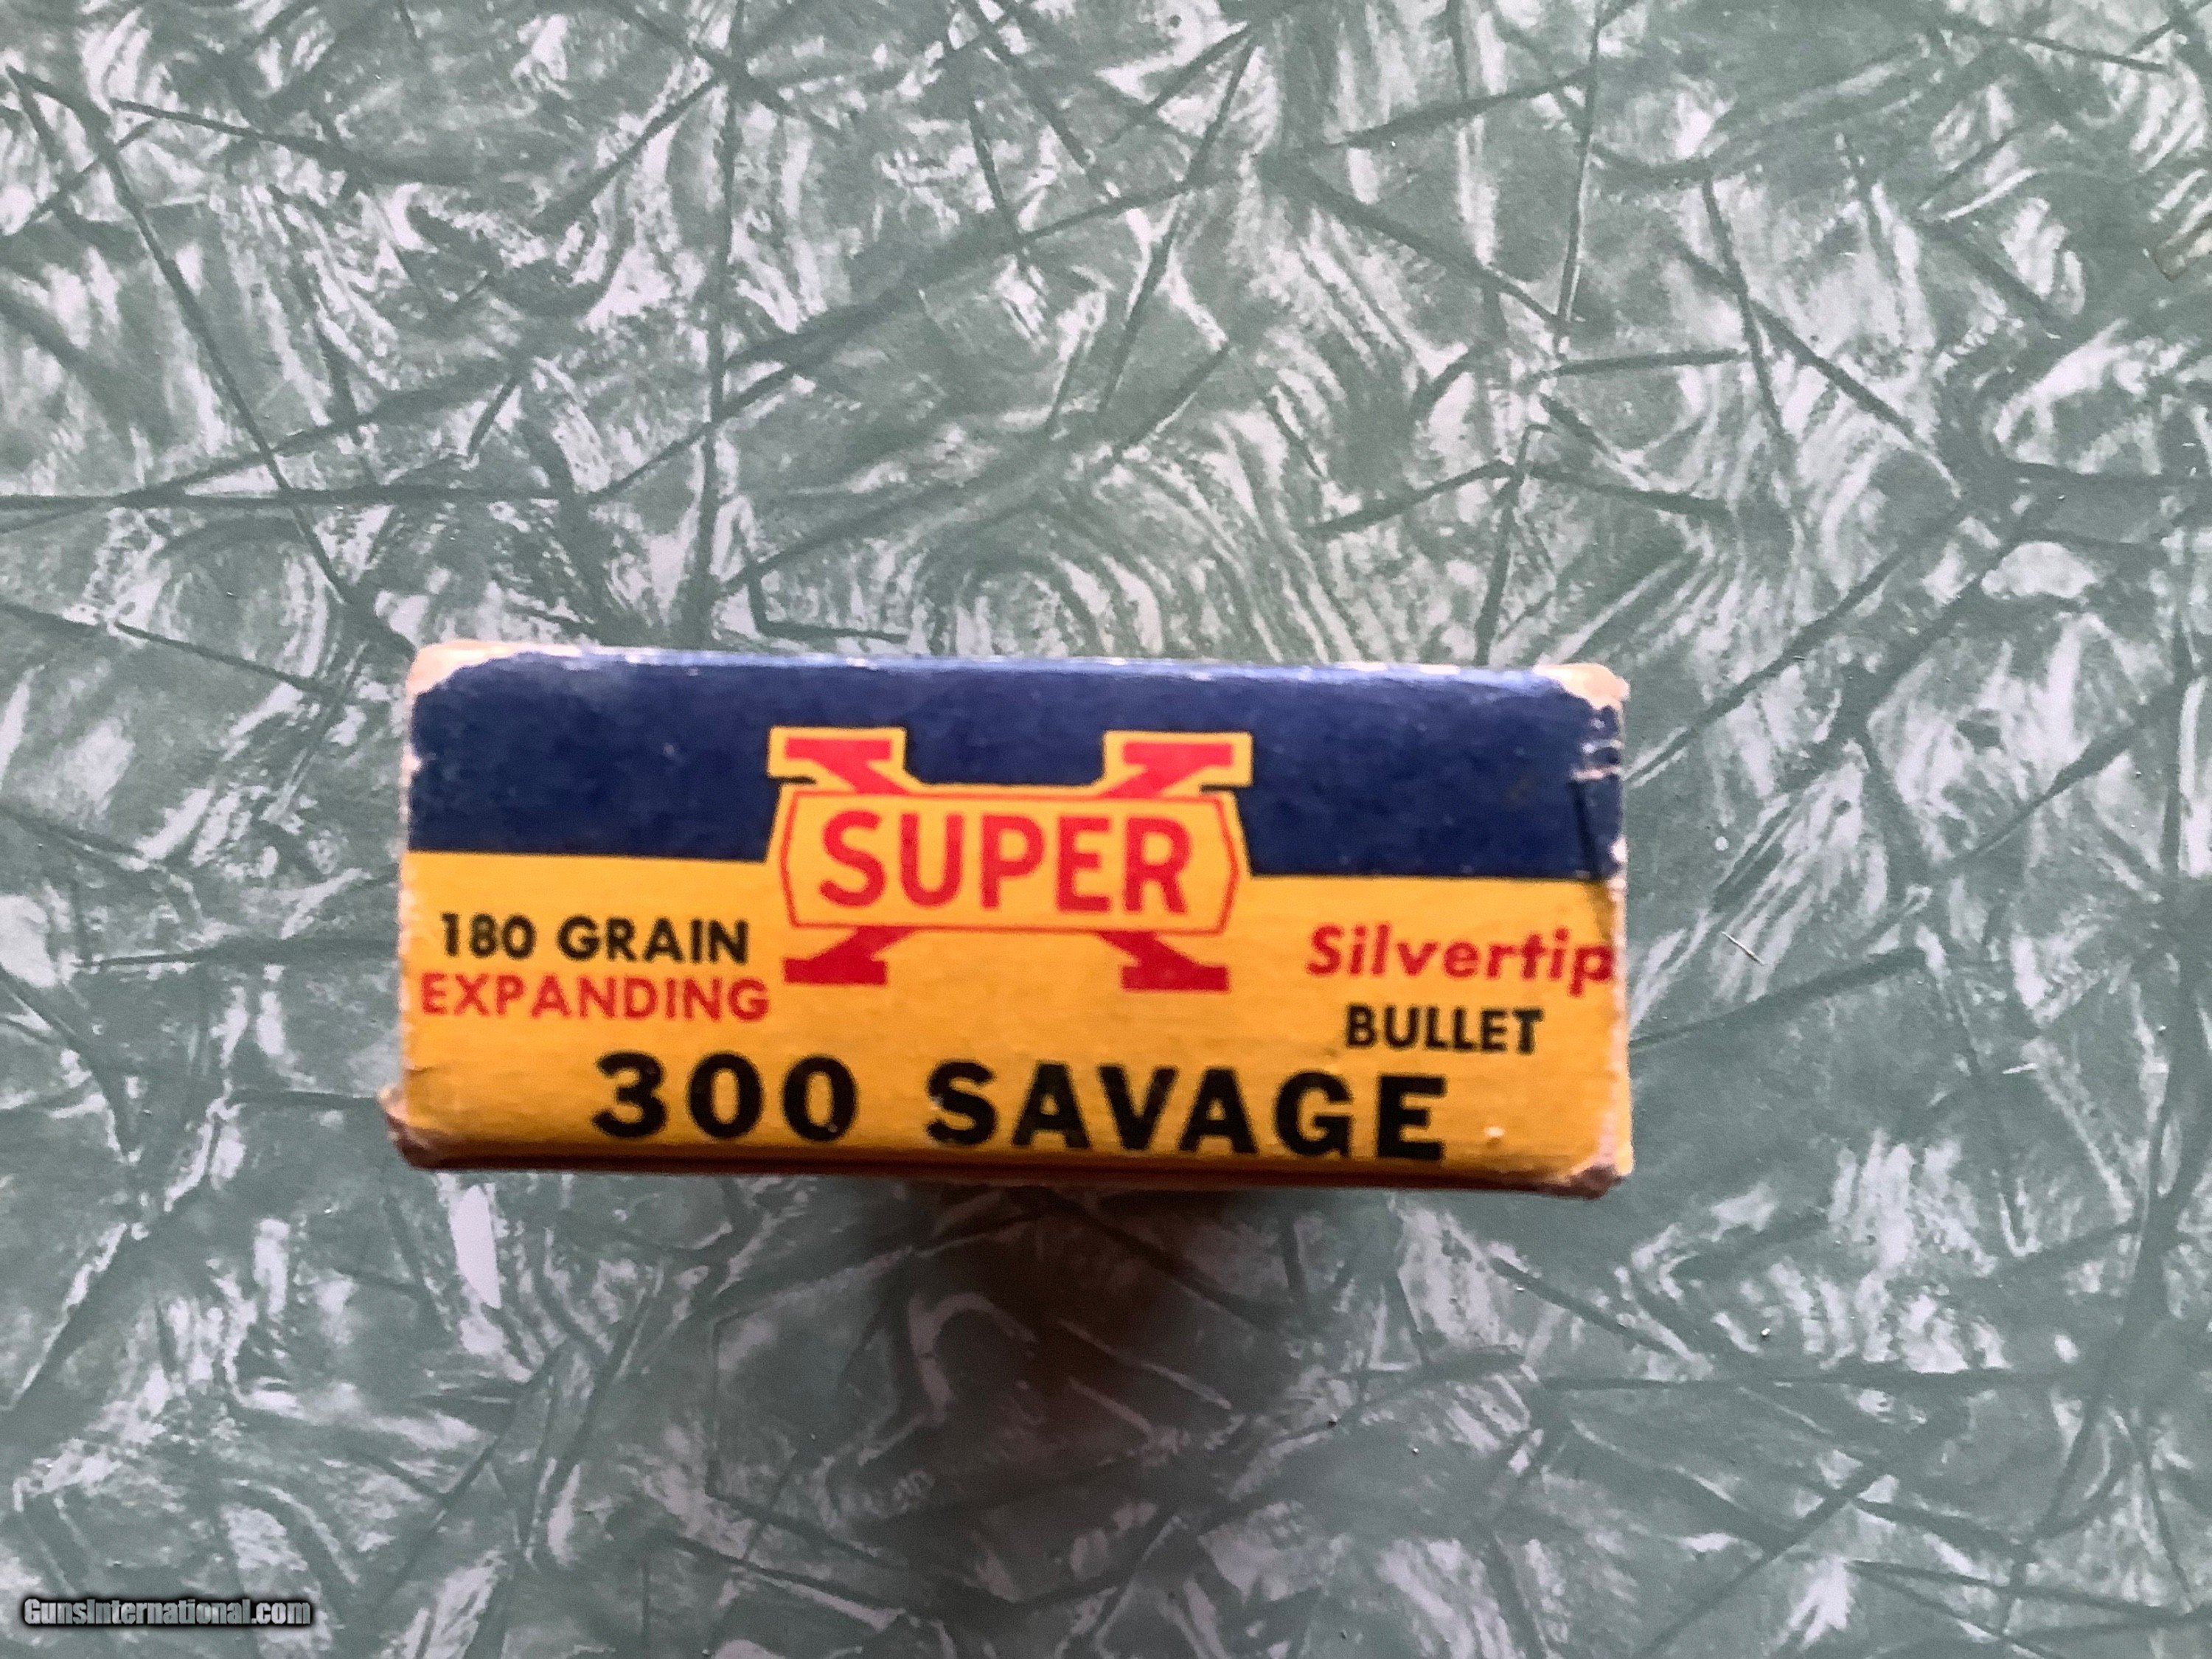 SUPER
X
180 GRAIN
EXPANDING
Silvertip
BULLET
300 SAVAGE
GunsInternational.com